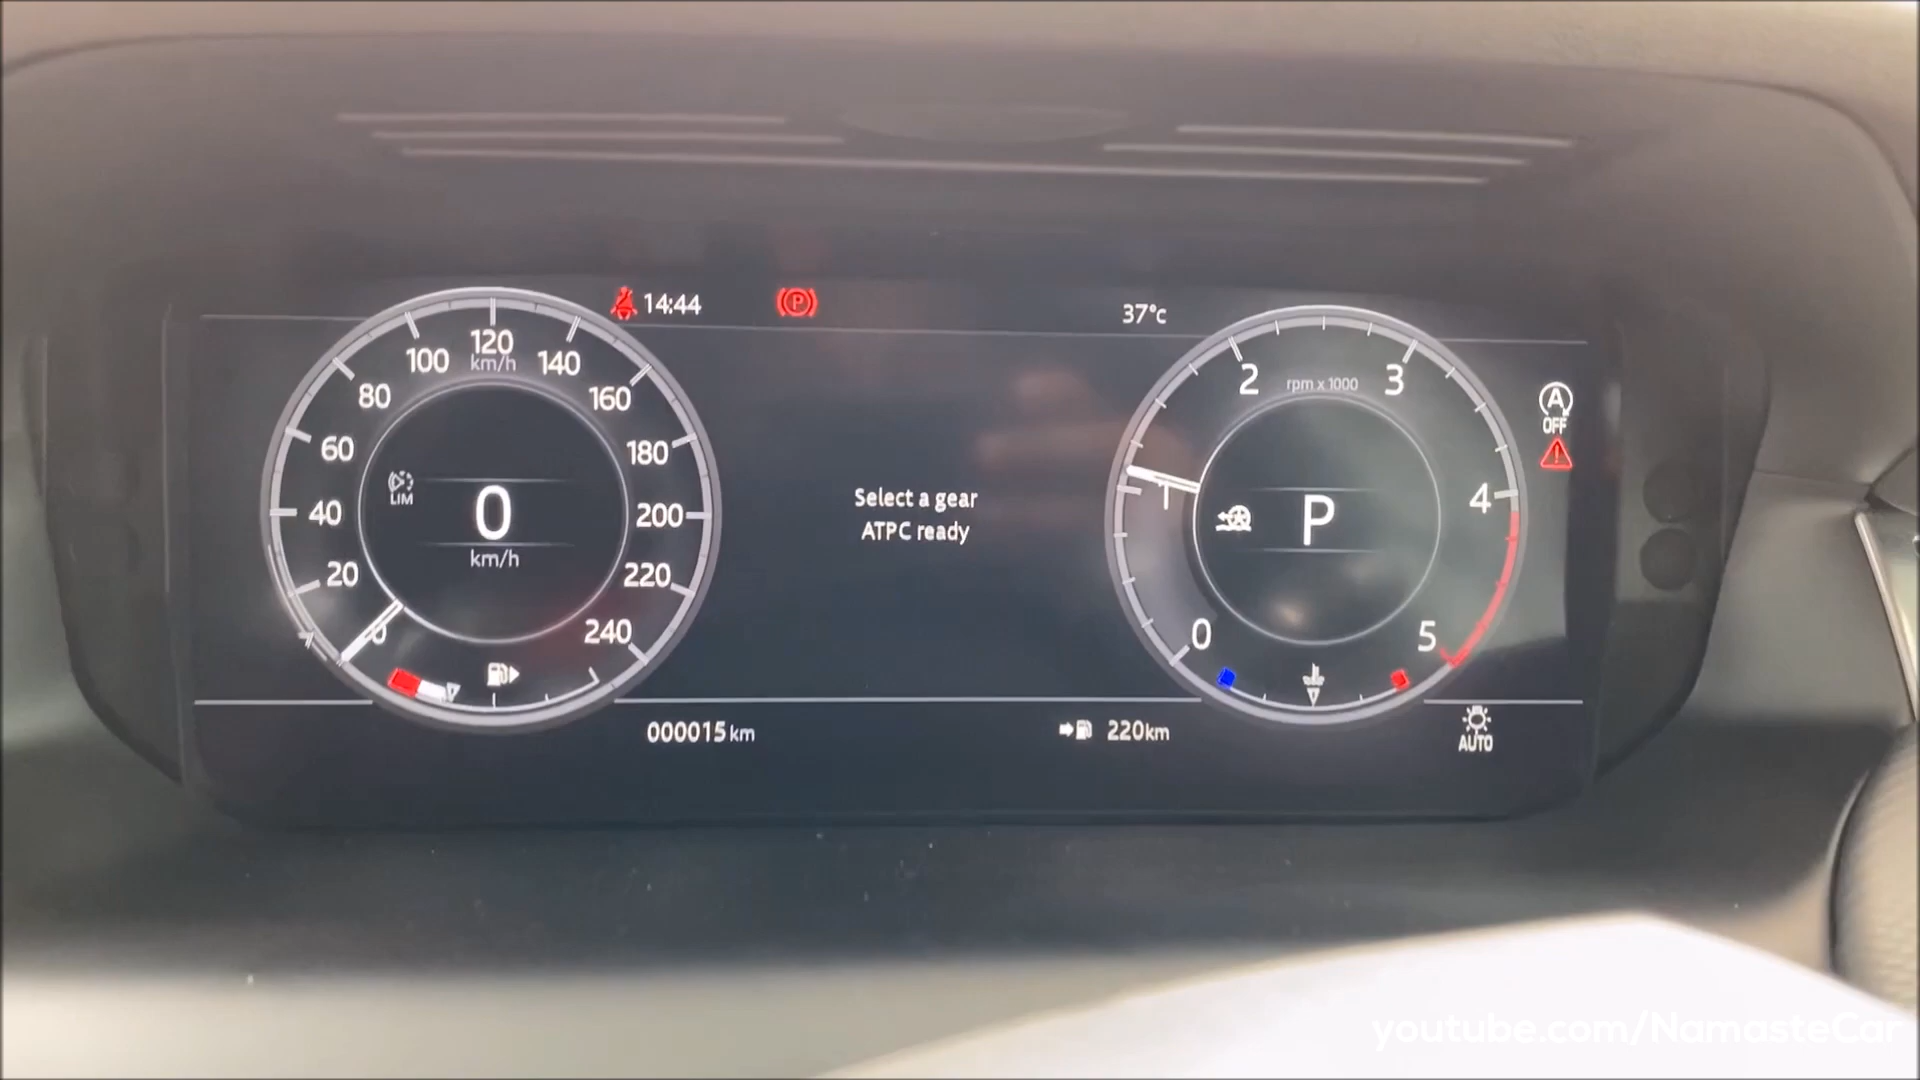 14:44
P
37°c
120
km/h
100
140
80
160
60
180
40
200
20
220
0
240
LIM
0
km/h
Select a gear
ATPC ready
2
rpm x 1000
3
1
4
0
5
P
A
OFF
000015 km
220km
AUTO
youtube.com/NamasteCar